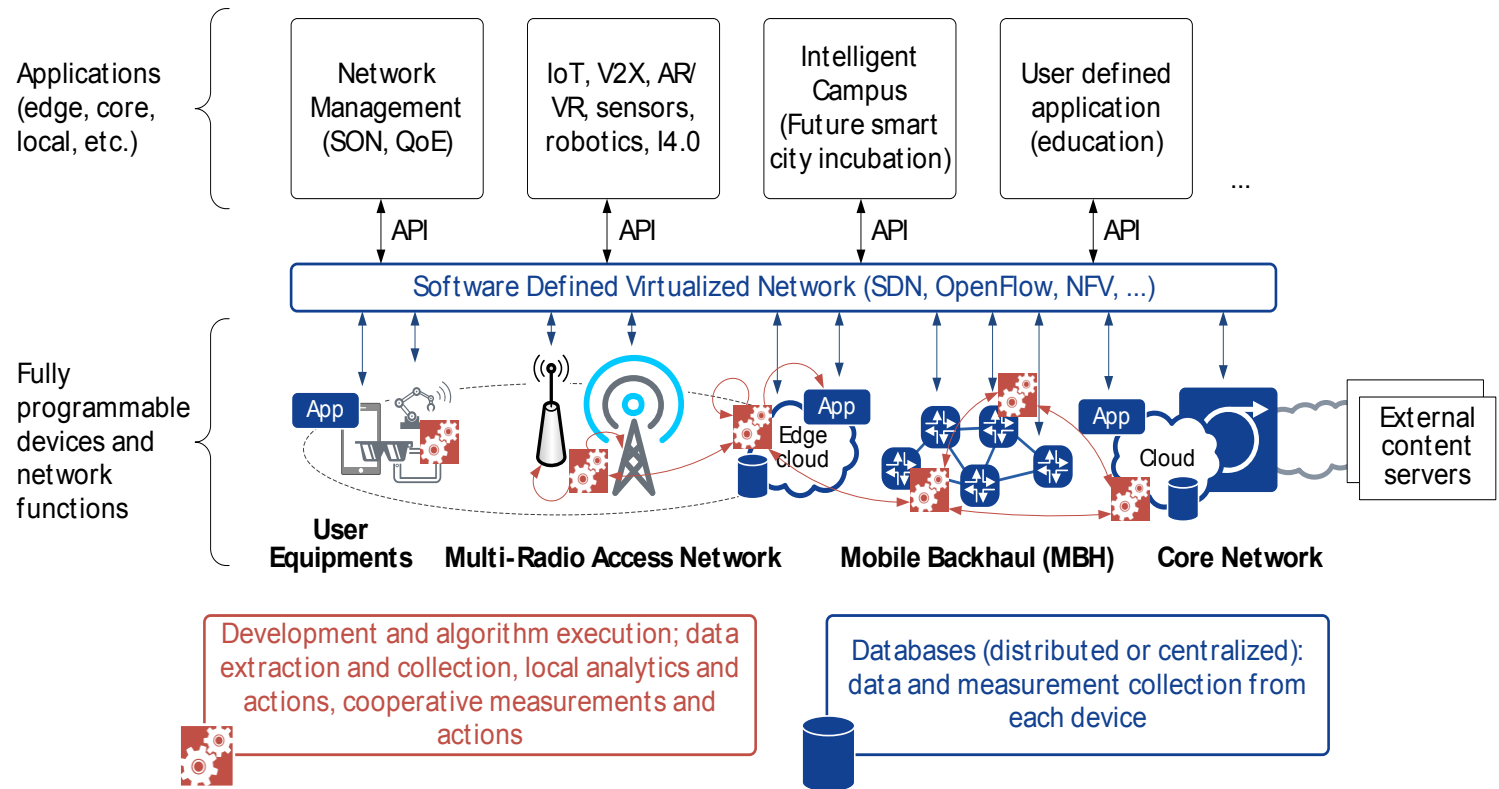 Applications
(edge, core,
local, etc.)
Network
Management
(SON, QoE)
IoT, V2X, AR/
VR, sensors,
robotics, I4.0
Intelligent
Campus
(Future smart
city incubation)
User defined
application
(education)
...
API
API
API
API
Software Defined Virtualized Network (SDN, OpenFlow, NFV, ...)
Fully
programmable
devices and
network
functions
App
App
Edge
cloud
App
Cloud
External
content
servers
User
Equipments
Multi-Radio Access Network
Mobile Backhaul (MBH)
Core Network
Development and algorithm execution; data
extraction and collection, local analytics and
actions, cooperative measurements and
actions
Databases (distributed or centralized):
data and measurement collection from
each device